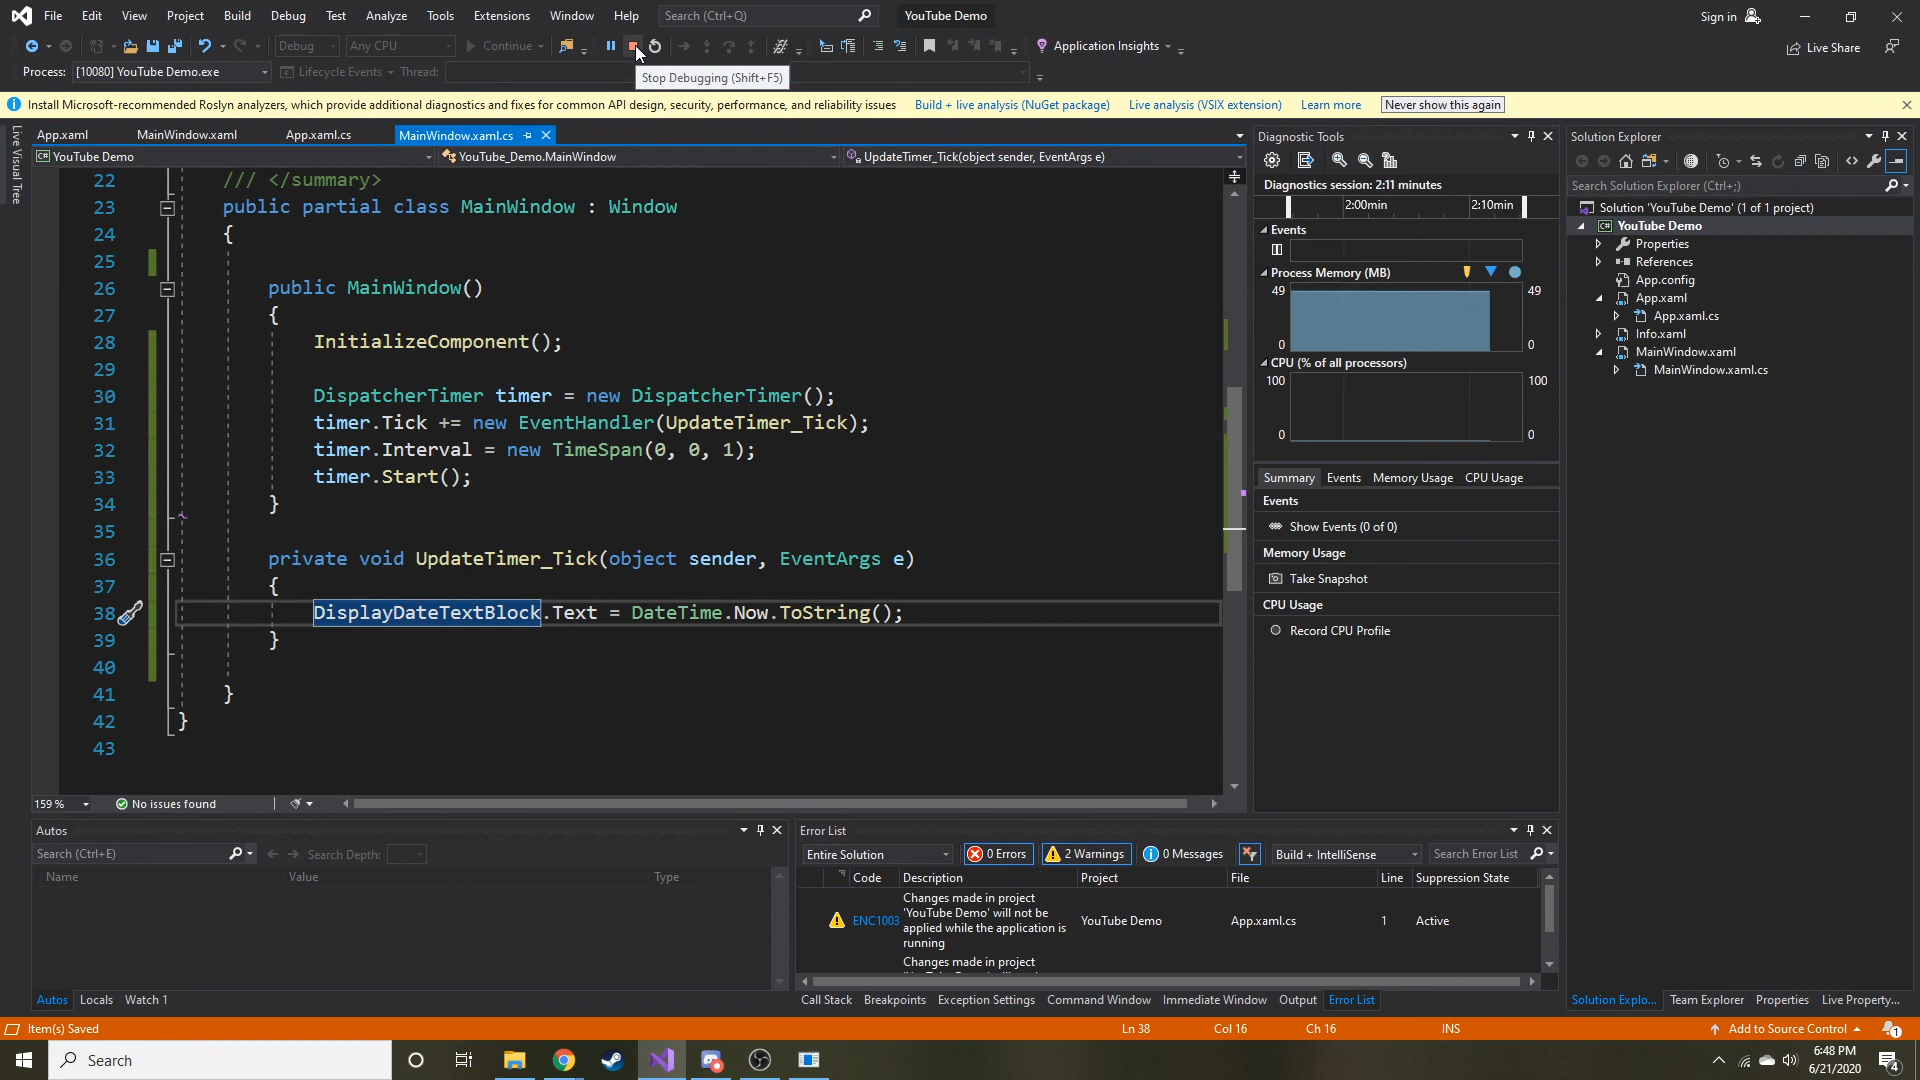 File Edit View Project Build Debug Test Analyze Tools Extensions Window Help Search (Ctrl+Q) YouTube Demo Sign in
Debug Any CPU Continue Application Insights Live Share
Process: [10080] YouTube Demo.exe Lifecycle Events Thread:
Stop Debugging (Shift+F5)
Install Microsoft-recommended Roslyn analyzers, which provide additional diagnostics and fixes for common API design, security, performance, and reliability issues Build + live analysis (NuGet package) Live analysis (VSIX extension) Learn more Never show this again
Live Visual Tree
App.xaml MainWindow.xaml App.xaml.cs MainWindow.xaml.cs
YouTube Demo YouTube_Demo.MainWindow UpdateTimer_Tick(object sender, EventArgs e)
22 /// </summary>
23 public partial class MainWindow : Window
24 {
25
26 public MainWindow()
27 {
28 InitializeComponent();
29
30 DispatcherTimer timer = new DispatcherTimer();
31 timer.Tick += new EventHandler(UpdateTimer_Tick);
32 timer.Interval = new TimeSpan(0, 0, 1);
33 timer.Start();
34 }
35
36 private void UpdateTimer_Tick(object sender, EventArgs e)
37 {
38 DisplayDateTextBlock.Text = DateTime.Now.ToString();
39 }
40
41 }
42 }
43
159 % No issues found
Diagnostic Tools
Diagnostics session: 2:11 minutes
2:00min 2:10min
Events
Process Memory (MB)
49 49
0 0
CPU (% of all processors)
100 100
0 0
Summary Events Memory Usage CPU Usage
Events
Show Events (0 of 0)
Memory Usage
Take Snapshot
CPU Usage
Record CPU Profile
Solution Explorer
Search Solution Explorer (Ctrl+;)
Solution 'YouTube Demo' (1 of 1 project)
C# YouTube Demo
Properties
References
App.config
App.xaml
App.xaml.cs
Info.xaml
MainWindow.xaml
MainWindow.xaml.cs
Autos
Search (Ctrl+E) Search Depth:
Name Value Type
Autos Locals Watch 1
Error List
Entire Solution 0 Errors 2 Warnings 0 Messages Build + IntelliSense Search Error List
Code Description Project File Line Suppression State
ENC1003 Changes made in project
'YouTube Demo' will not be
applied while the application is
running
YouTube Demo App.xaml.cs 1 Active
Changes made in project
Call Stack Breakpoints Exception Settings Command Window Immediate Window Output Error List
Solution Explo... Team Explorer Properties Live Property...
Item(s) Saved Ln 38 Col 16 Ch 16 INS Add to Source Control 1
Search
6:48 PM
6/21/2020
4